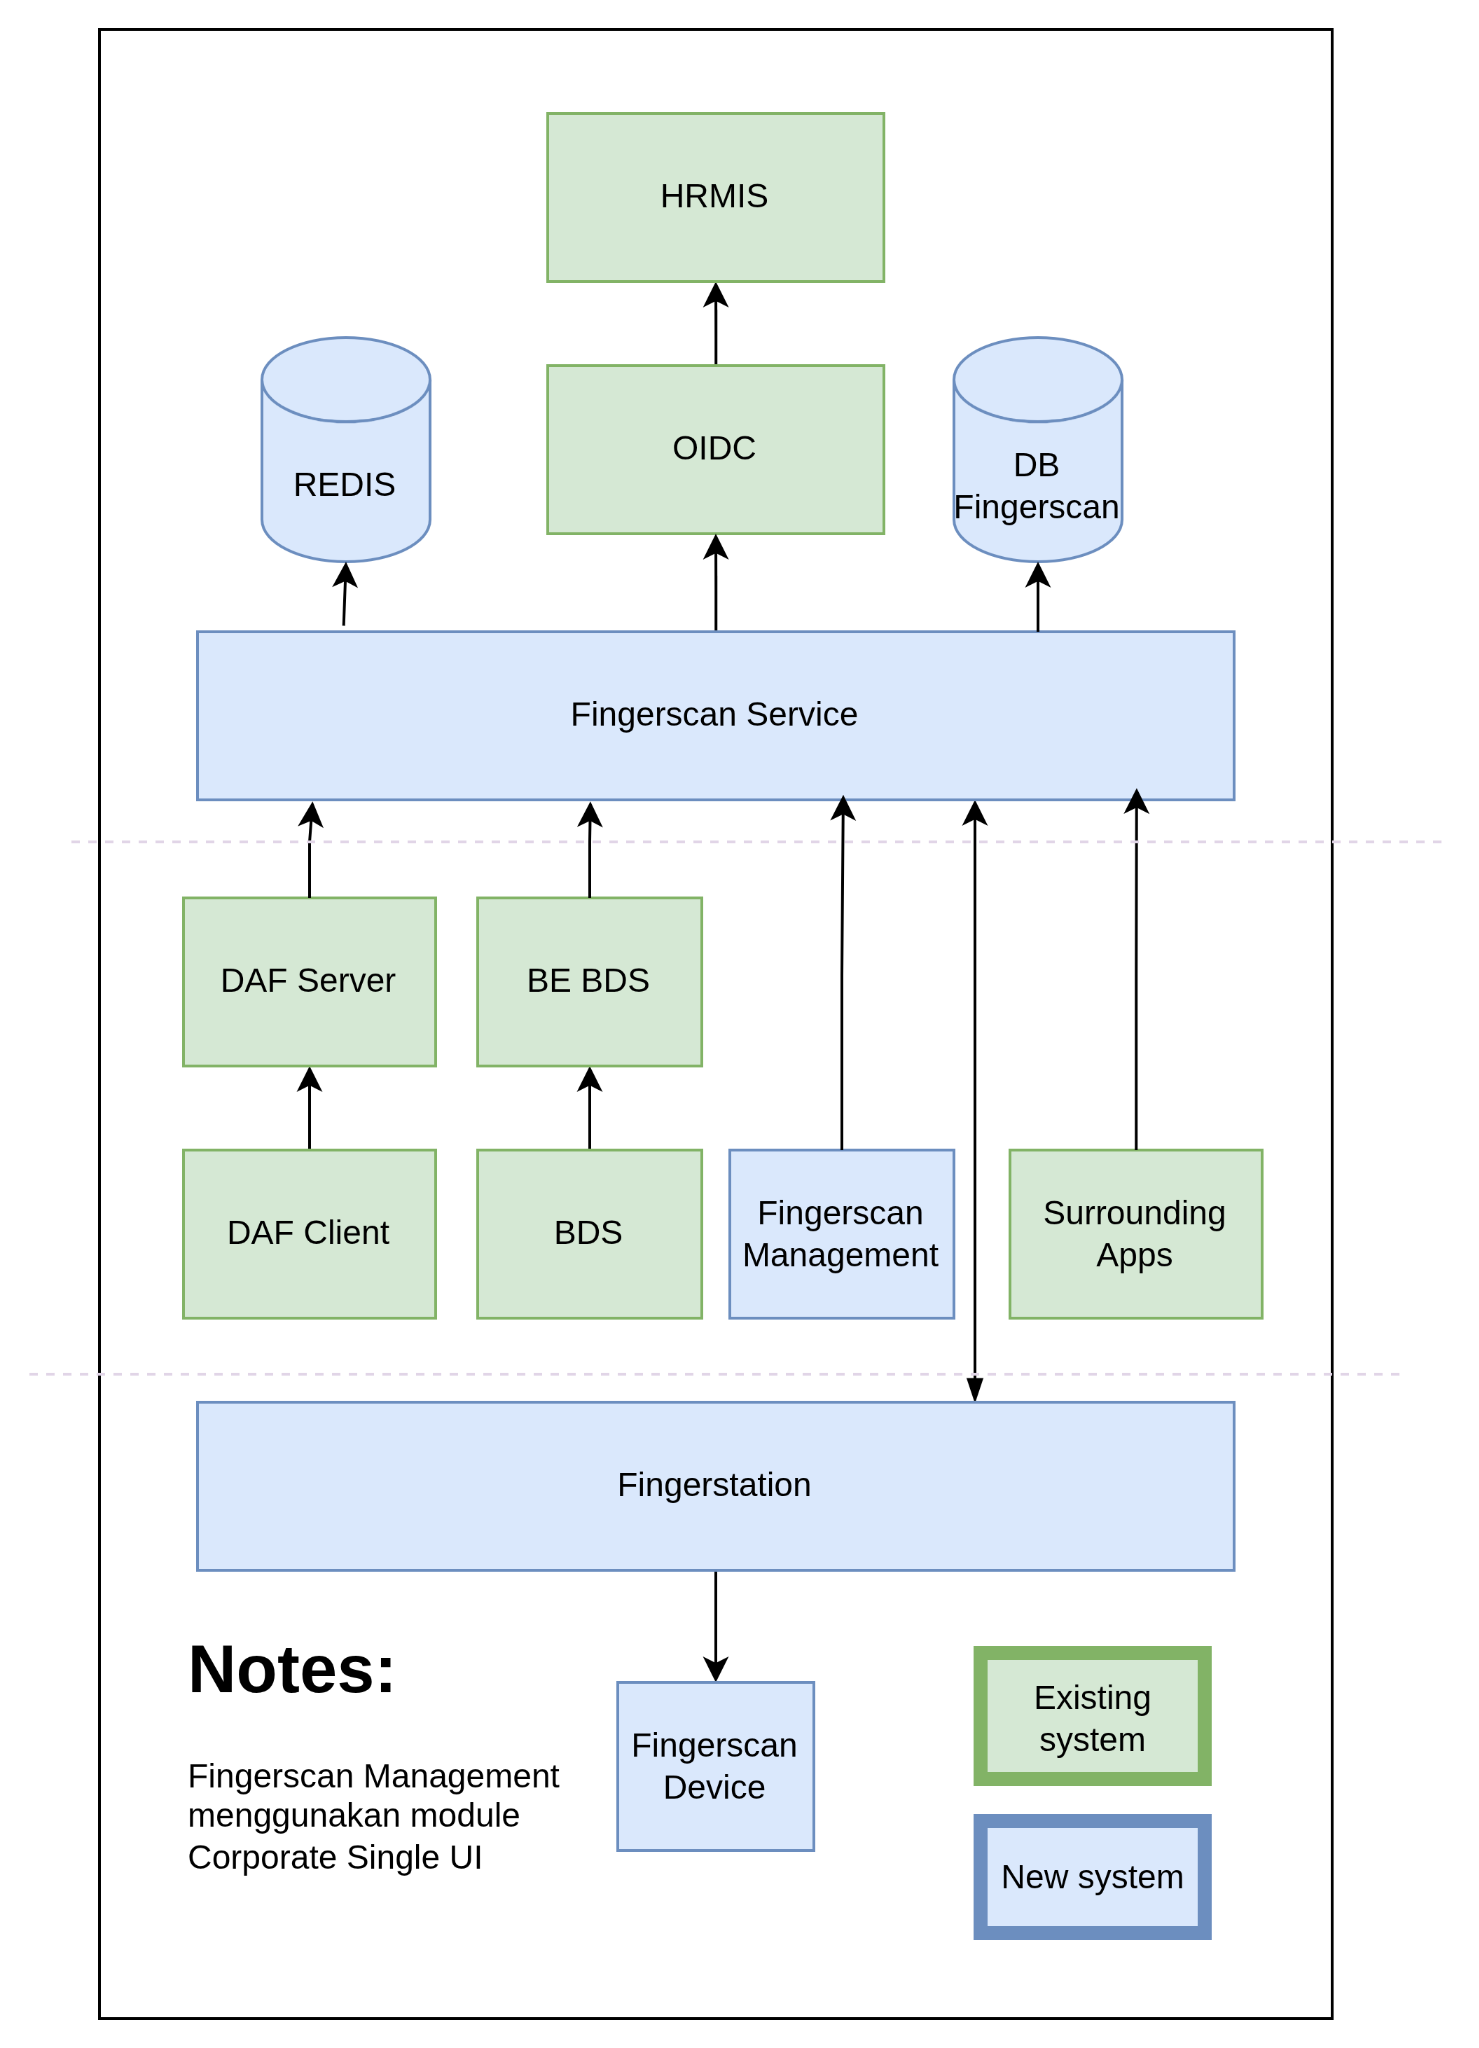 HRMIS
REDIS
OIDC
DB
Fingerscan
Fingerscan Service
DAF Server
BE BDS
DAF Client
BDS
Fingerscan
Management
Surrounding
Apps
Fingerstation
Notes:
Fingerscan Management
menggunakan module
Corporate Single UI
Fingerscan
Device
Existing
system
New system